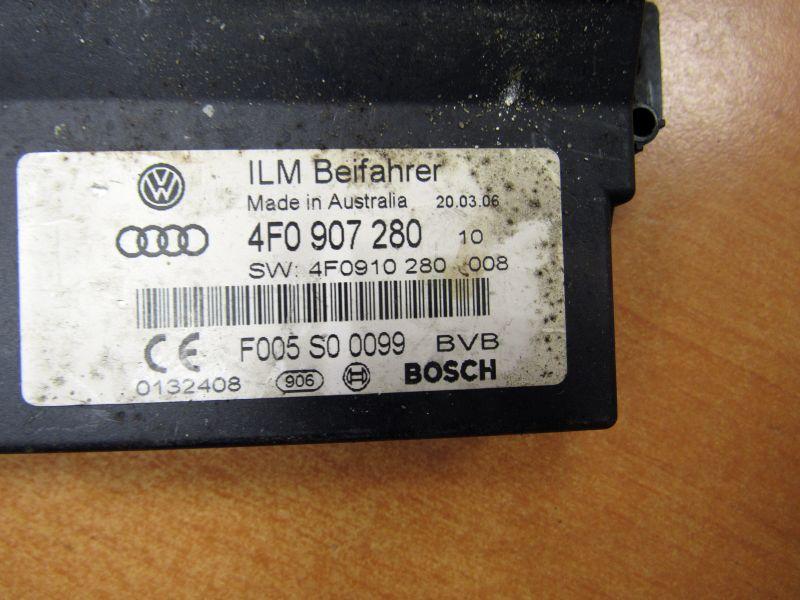 ILM Beifahrer
Made in Australia 20.03.06
4F0 907 280 10
SW: 4F0910 280 008
F005 S0 0099 BVB
CE
0132408 906 BOSCH